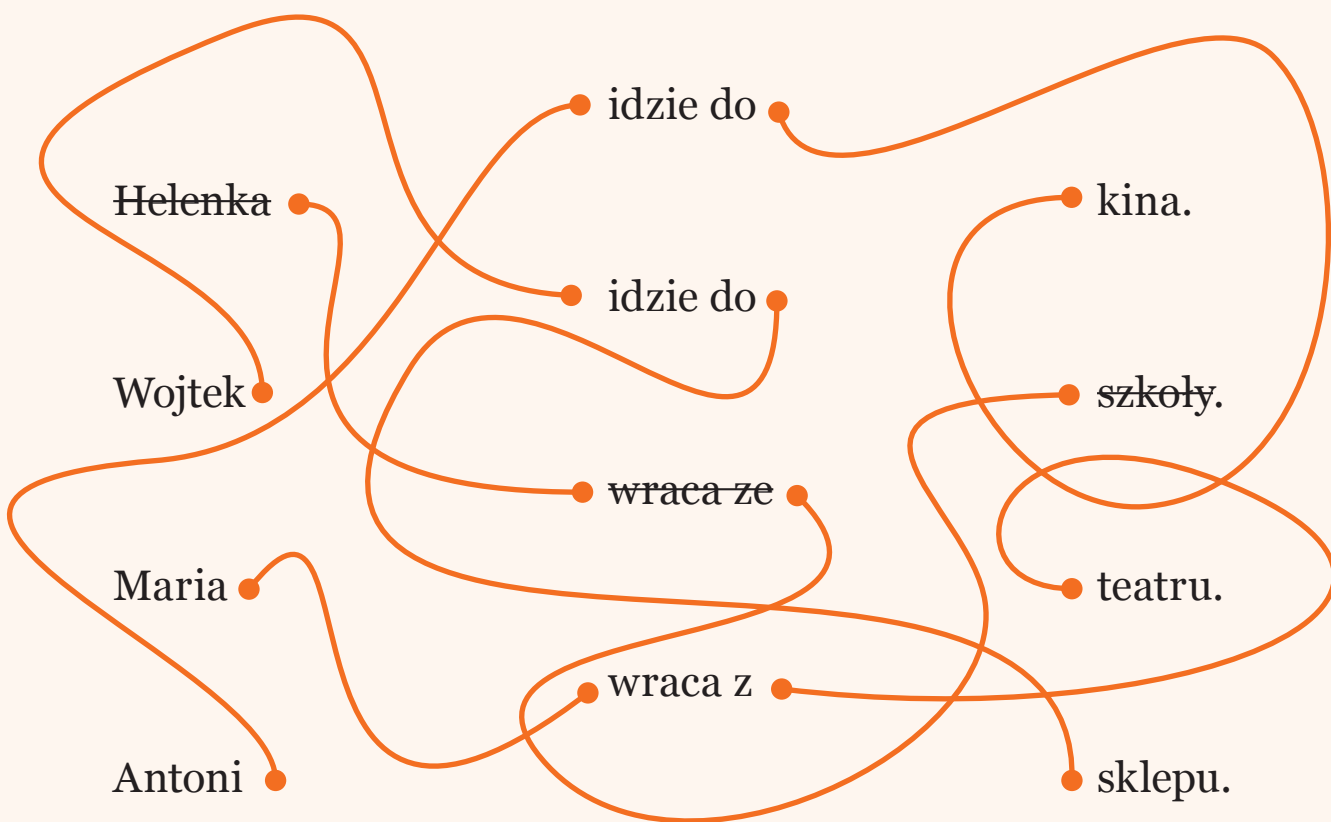 idzie do
Helenka
kina.
idzie do
Wojtek
szkoły.
wraca ze
Maria
teatru.
wraca z
Antoni
sklepu.